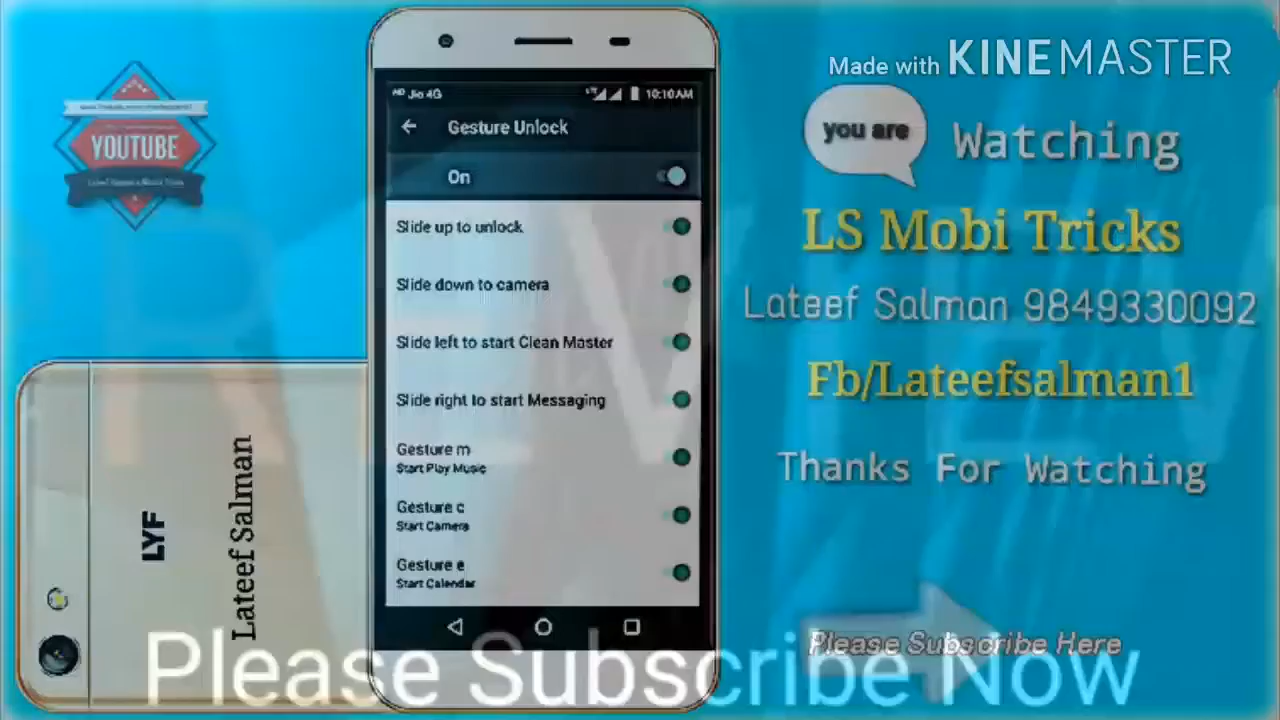 Made with KINEMASTER
YOUTUBE
HD Jio 4G
10:10AM
Gesture Unlock
On
Slide up to unlock
Slide down to camera
Slide left to start Clean Master
Slide right to start Messaging
Gesture m
Start Play Music
Gesture c
Start Camera
Gesture e
Start Calendar
you are
Watching
LS Mobi Tricks
Lateef Salman 9849330092
Fb/Lateefsalman1
Thanks For Watching
LYF
Lateef Salman
Please Subscribe Here
Please Subscribe Now